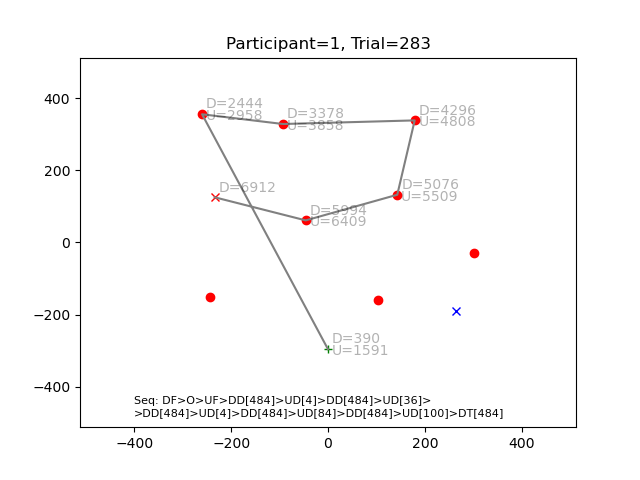 Participant=1, Trial=283
D=2444
U=2958
D=3378
U=3858
D=4296
U=4808
D=5076
U=5509
D=6912
D=5994
U=6409
D=390
U=1591
Seq: DF>O>UF>DD[484]>UD[4]>DD[484]>UD[36]>
>DD[484]>UD[4]>DD[484]>UD[84]>DD[484]>UD[100]>DT[484]
400
200
0
−200
−400
−400
−200
0
200
400